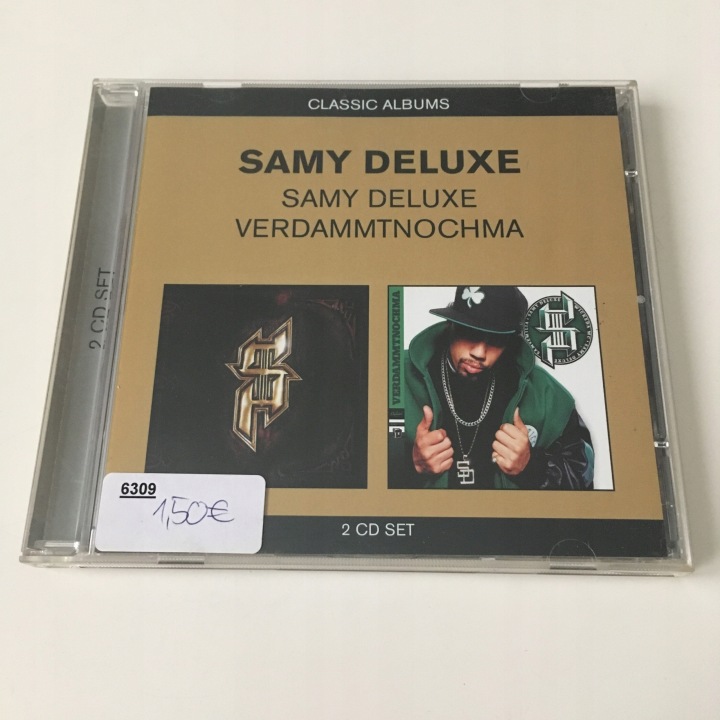 CLASSIC ALBUMS
SAMY DELUXE
SAMY DELUXE
VERDAMMTNOCHMA
2 CD SET
VERDAMMTNOCHMA
6309
1,50€
2 CD SET